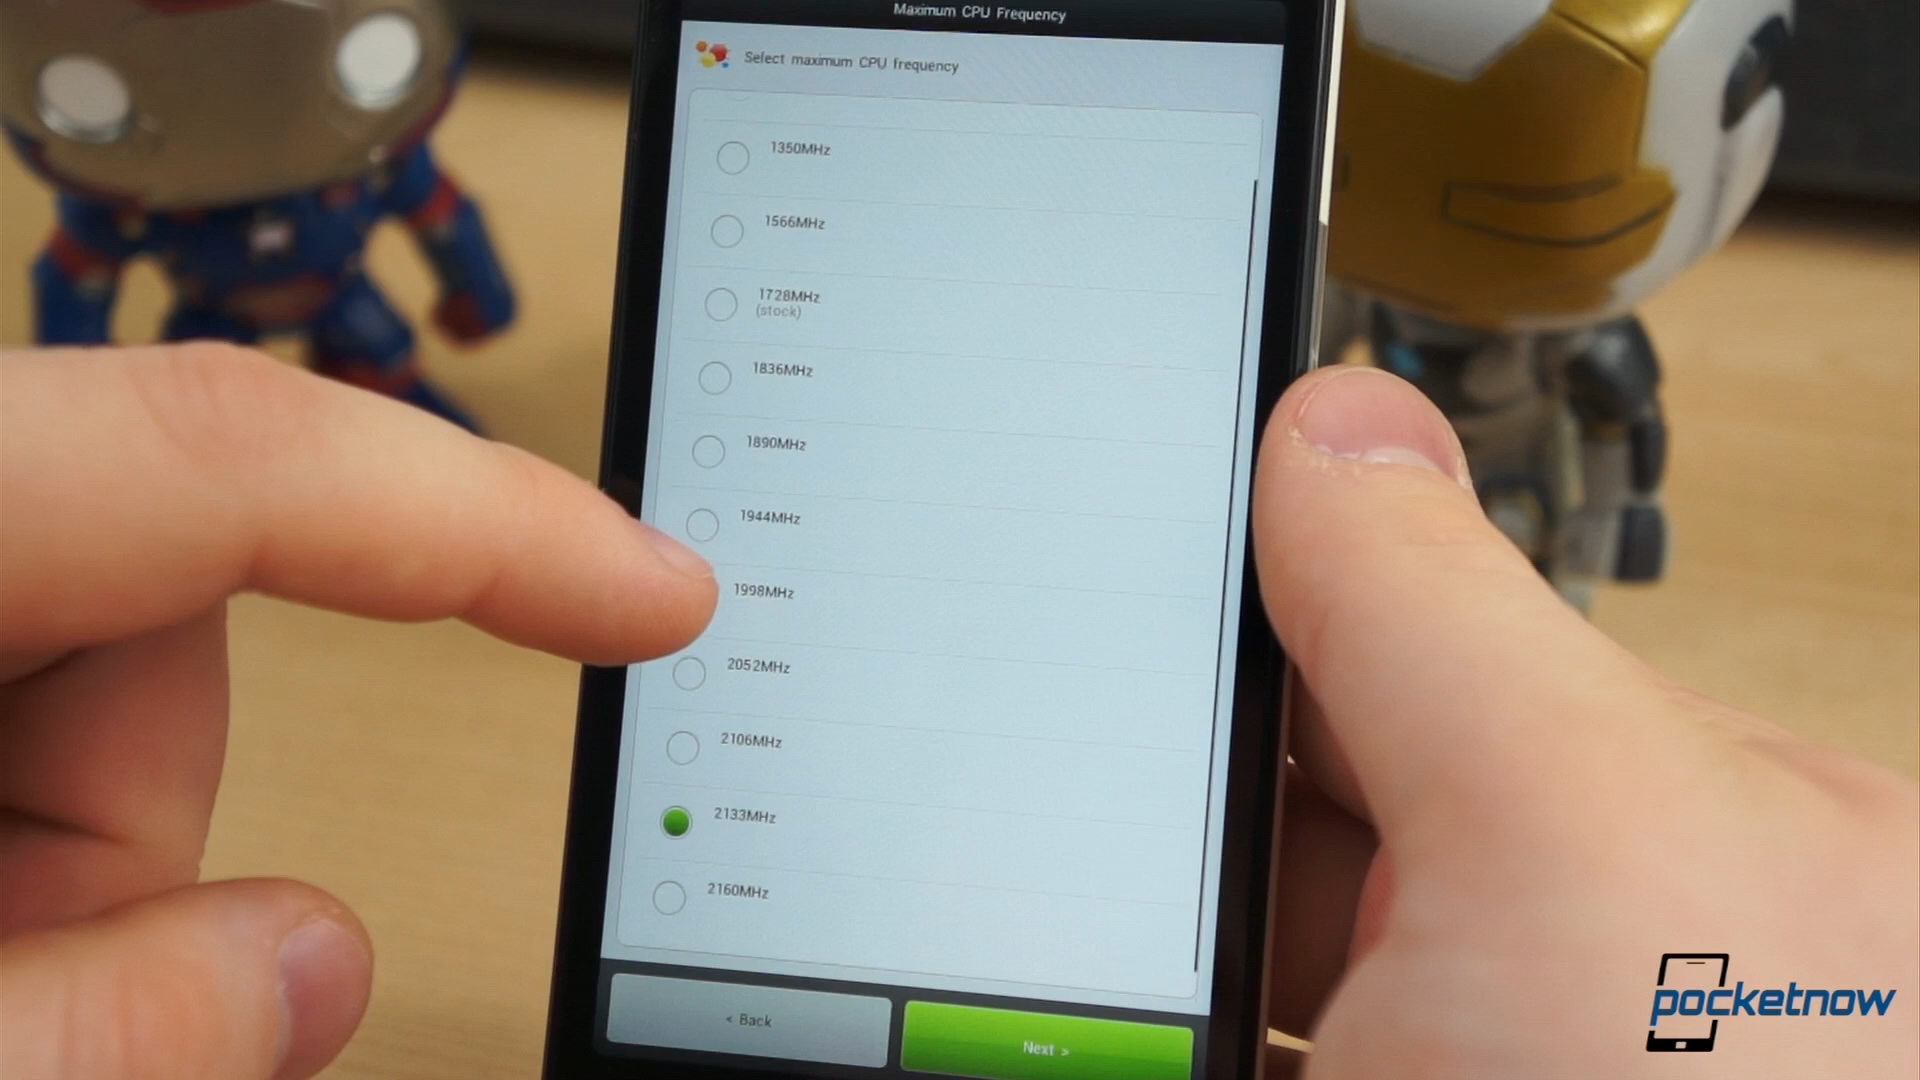 Maximum CPU Frequency
Select maximum CPU frequency
1350MHz
1566MHz
1728MHz
(stock)
1836MHz
1890MHz
1944MHz
1998MHz
2052MHz
2106MHz
2133MHz
2160MHz
< Back
Next >
pocketnow